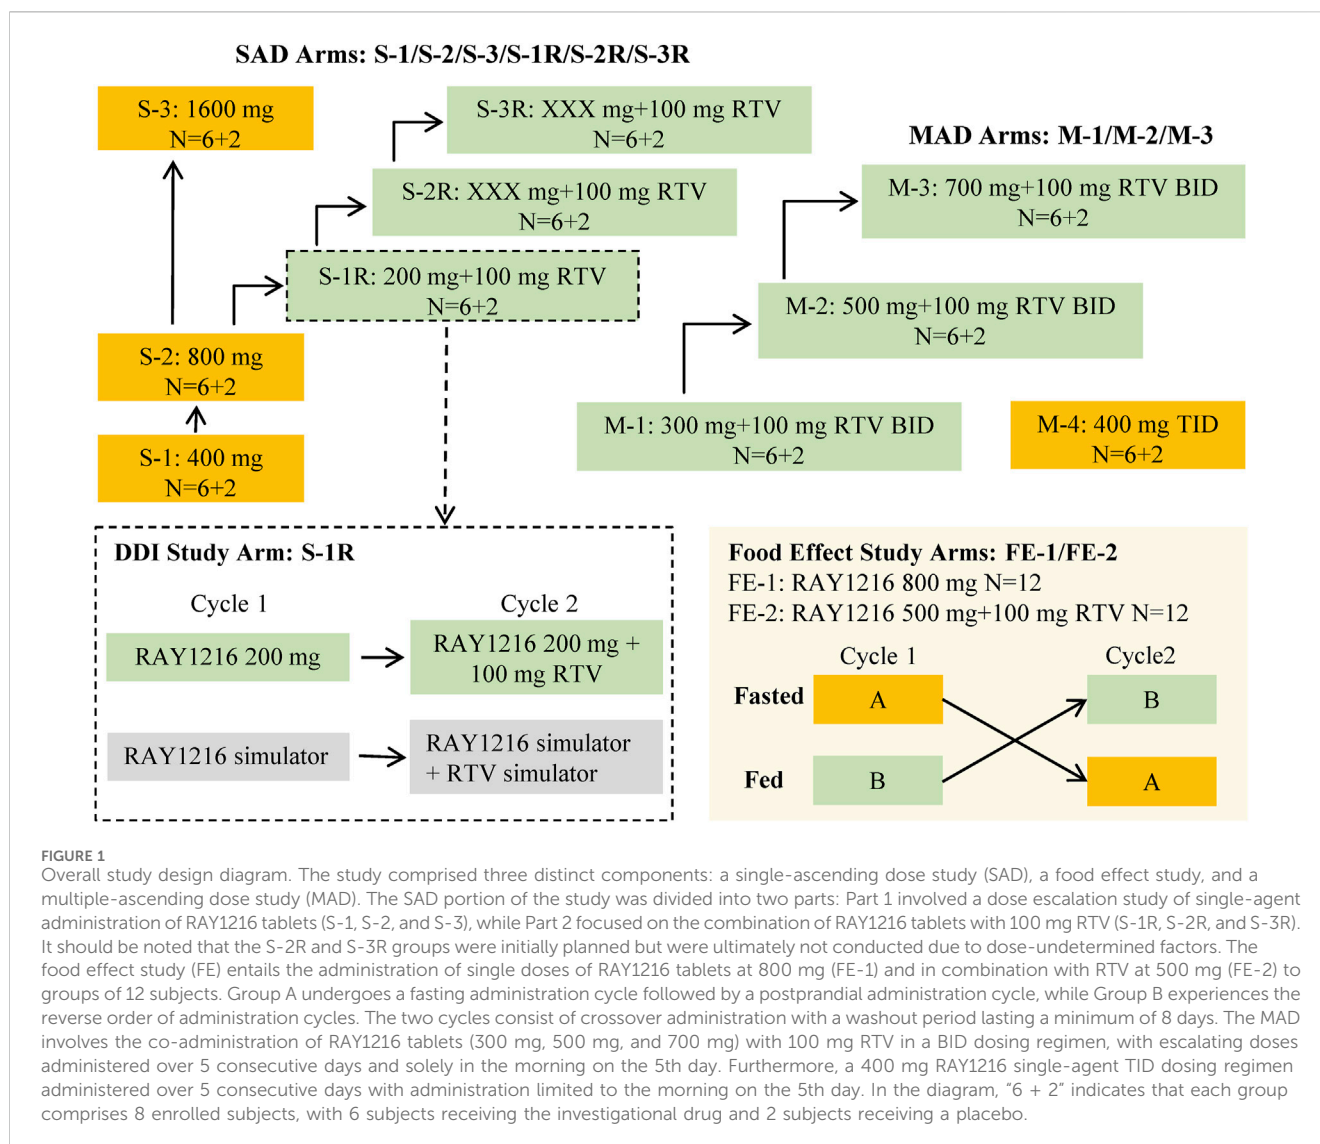 SAD Arms: S-1/S-2/S-3/S-1R/S-2R/S-3R
S-3: 1600 mg
N=6+2
S-3R: XXX mg+100 mg RTV
N=6+2
S-2R: XXX mg+100 mg RTV
N=6+2
S-1R: 200 mg+100 mg RTV
N=6+2
S-2: 800 mg
N=6+2
S-1: 400 mg
N=6+2
MAD Arms: M-1/M-2/M-3
M-3: 700 mg+100 mg RTV BID
N=6+2
M-2: 500 mg+100 mg RTV BID
N=6+2
M-1: 300 mg+100 mg RTV BID
N=6+2
M-4: 400 mg TID
N=6+2
DDI Study Arm: S-1R
Cycle 1
Cycle 2
RAY1216 200 mg
RAY1216 200 mg +
100 mg RTV
RAY1216 simulator
RAY1216 simulator
+ RTV simulator
Food Effect Study Arms: FE-1/FE-2
FE-1: RAY1216 800 mg N=12
FE-2: RAY1216 500 mg+100 mg RTV N=12
Cycle 1
Cycle2
Fasted
A
B
Fed
B
A
FIGURE 1
Overall study design diagram. The study comprised three distinct components: a single-ascending dose study (SAD), a food effect study, and a
multiple-ascending dose study (MAD). The SAD portion of the study was divided into two parts: Part 1 involved a dose escalation study of single-agent
administration of RAY1216 tablets (S-1, S-2, and S-3), while Part 2 focused on the combination of RAY1216 tablets with 100 mg RTV (S-1R, S-2R, and S-3R).
It should be noted that the S-2R and S-3R groups were initially planned but were ultimately not conducted due to dose-undetermined factors. The
food effect study (FE) entails the administration of single doses of RAY1216 tablets at 800 mg (FE-1) and in combination with RTV at 500 mg (FE-2) to
groups of 12 subjects. Group A undergoes a fasting administration cycle followed by a postprandial administration cycle, while Group B experiences the
reverse order of administration cycles. The two cycles consist of crossover administration with a washout period lasting a minimum of 8 days. The MAD
involves the co-administration of RAY1216 tablets (300 mg, 500 mg, and 700 mg) with 100 mg RTV in a BID dosing regimen, with escalating doses
administered over 5 consecutive days and solely in the morning on the 5th day. Furthermore, a 400 mg RAY1216 single-agent TID dosing regimen
administered over 5 consecutive days with administration limited to the morning on the 5th day. In the diagram, "6 + 2" indicates that each group
comprises 8 enrolled subjects, with 6 subjects receiving the investigational drug and 2 subjects receiving a placebo.